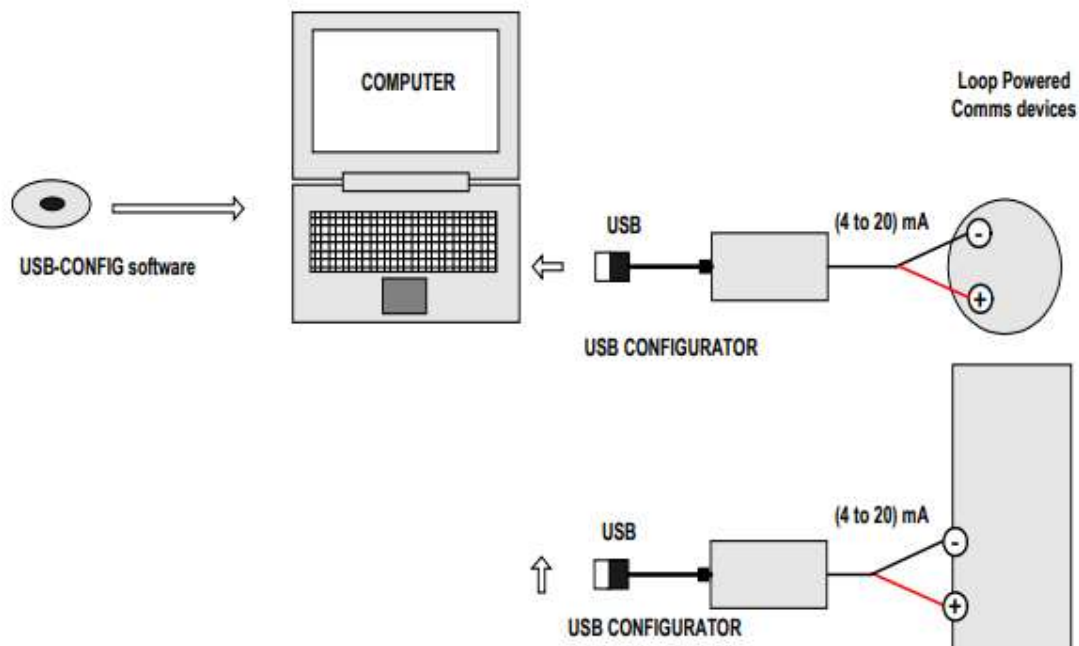 COMPUTER
Loop Powered
Comms devices
USB-CONFIG software
USB
(4 to 20) mA
-
+
USB CONFIGURATOR
USB
(4 to 20) mA
-
+
USB CONFIGURATOR